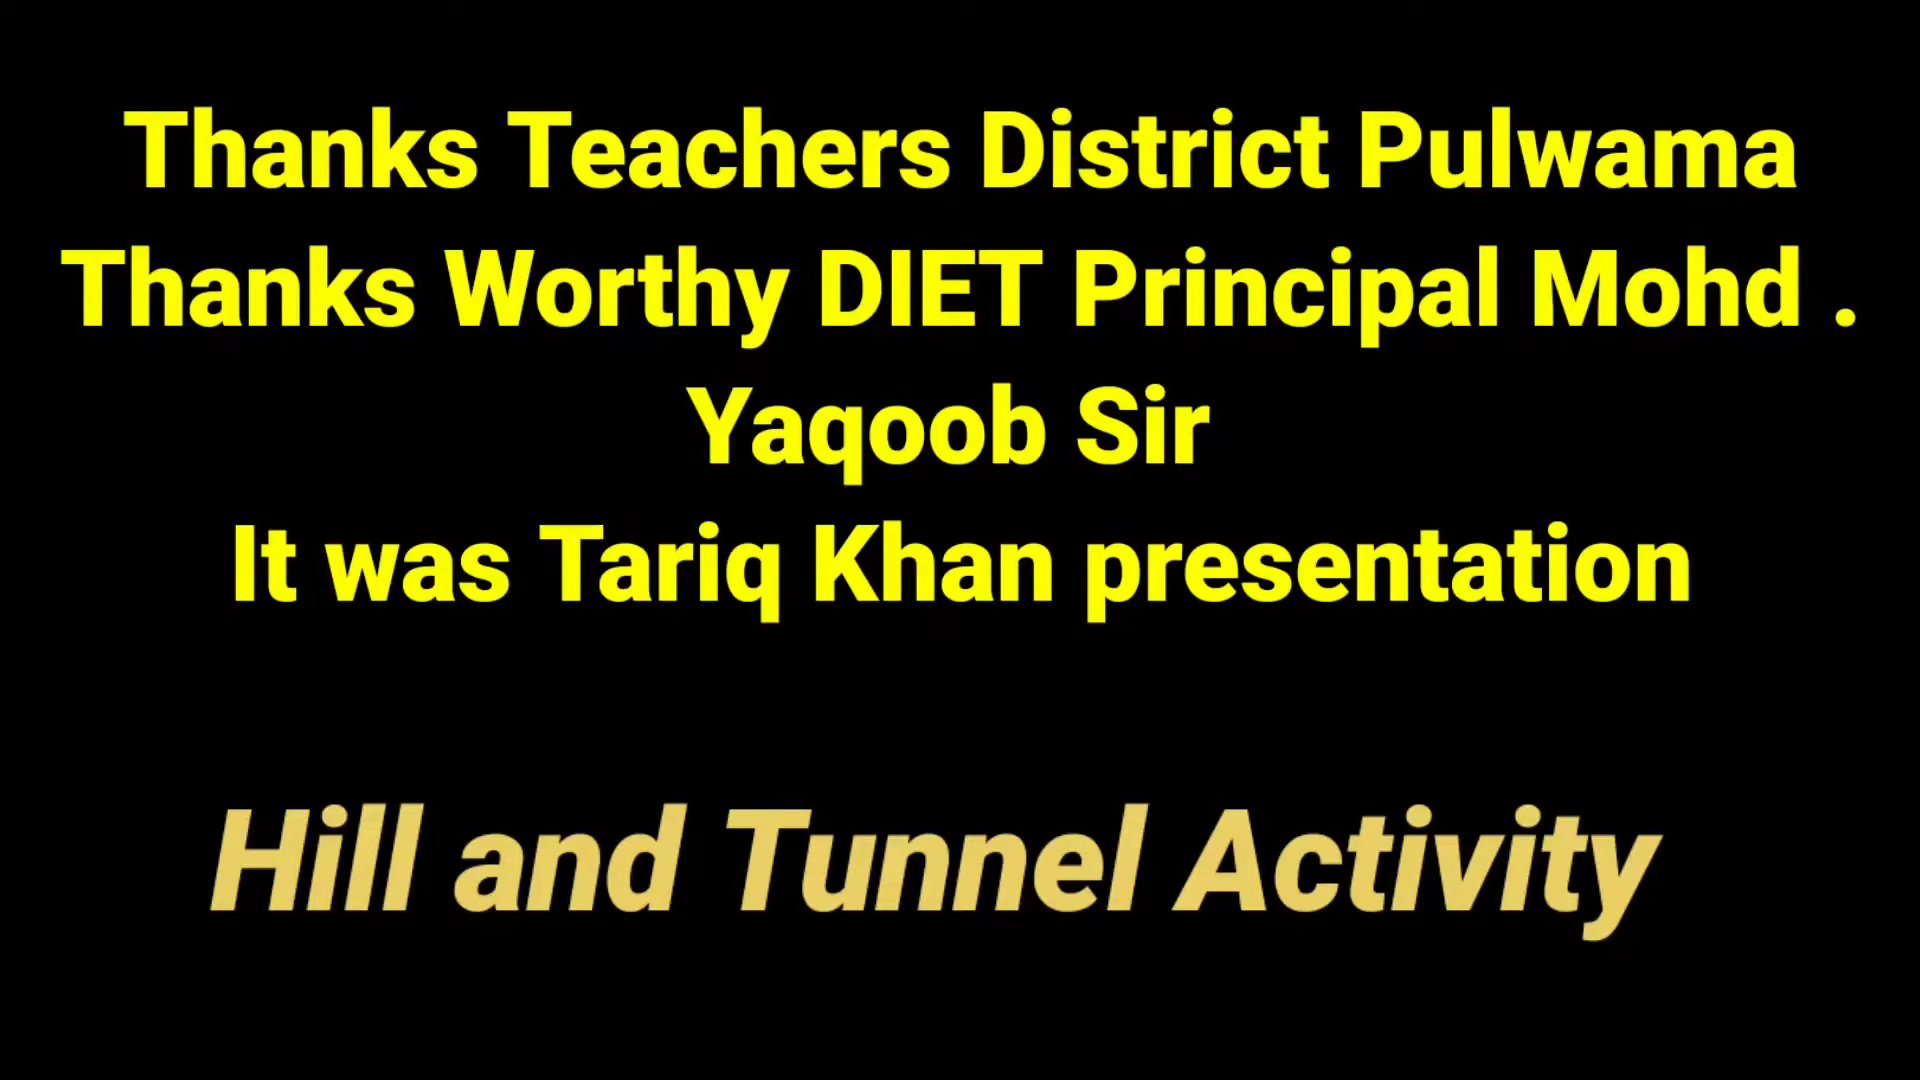 Thanks Teachers District Pulwama
Thanks Worthy DIET Principal Mohd .
Yaqoob Sir
It was Tariq Khan presentation
Hill and Tunnel Activity